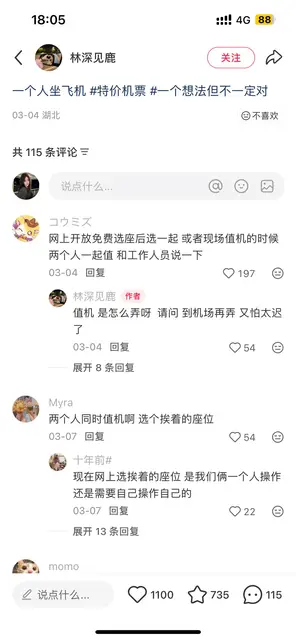 18:05
4G 88
林深见鹿
关注
一个人坐飞机 #特价机票 #一个想法但不一定对
03-04 湖北
不喜欢
共 115 条评论
说点什么...
コウミズ
网上开放免费选座后选一起 或者现场值机的时候
两个人一起值 和工作人员说一下
03-04 回复
197
林深见鹿 作者
值机 是怎么弄呀 请问 到机场再弄 又怕太迟
了
03-04 回复
54
展开 8 条回复
Myra
两个人同时值机啊 选个挨着的座位
03-07 回复
54
十年前#
现在网上选挨着的座位 是我们俩一个人操作
还是需要自己操作自己的
03-07 回复
22
展开 13 条回复
momo
说点什么...
1100
735
115